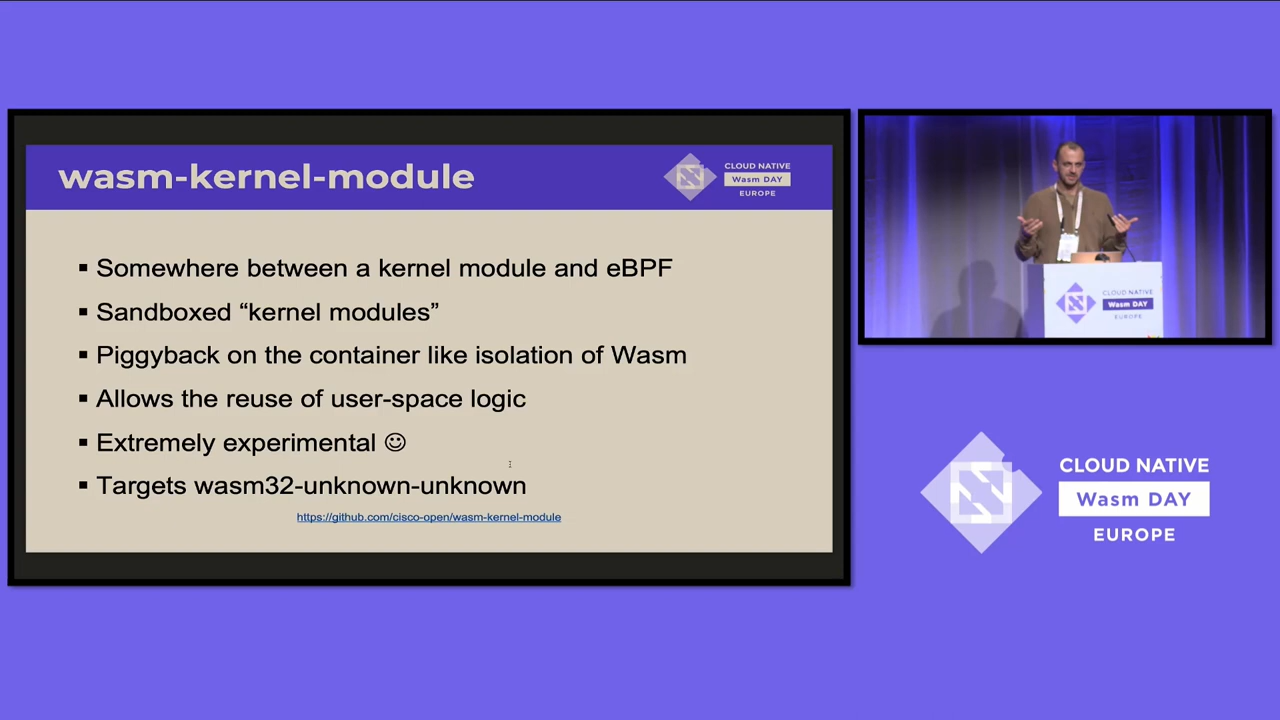 wasm-kernel-module
CLOUD NATIVE
Wasm DAY
EUROPE
▪ Somewhere between a kernel module and eBPF
▪ Sandboxed “kernel modules”
▪ Piggyback on the container like isolation of Wasm
▪ Allows the reuse of user-space logic
▪ Extremely experimental ☺
▪ Targets wasm32-unknown-unknown
https://github.com/cisco-open/wasm-kernel-module
CLOUD NATIVE
Wasm DAY
EUROPE
CLOUD NATIVE
Wasm DAY
EUROPE